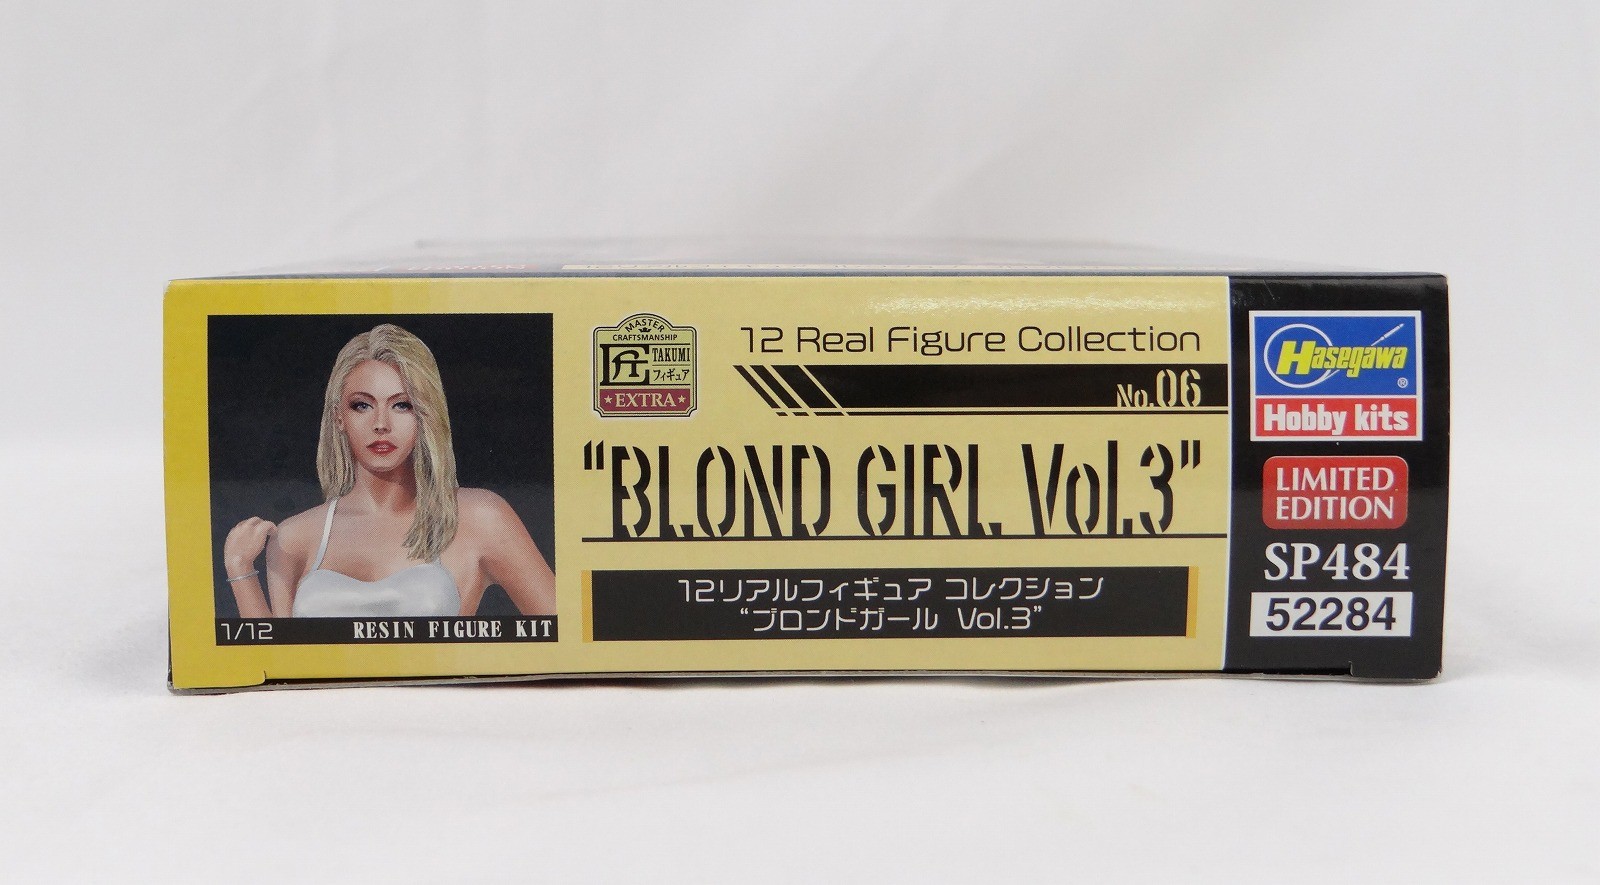 MASTER
CRAFTSMANSHIP
匠 TAKUMI
フィギュア
★EXTRA★
12 Real Figure Collection
No.06
"BLOND GIRL Vol.3"
12リアルフィギュア コレクション
"ブロンドガール Vol.3"
1/12 RESIN FIGURE KIT
Hasegawa®
Hobby kits
LIMITED
EDITION
SP484
52284